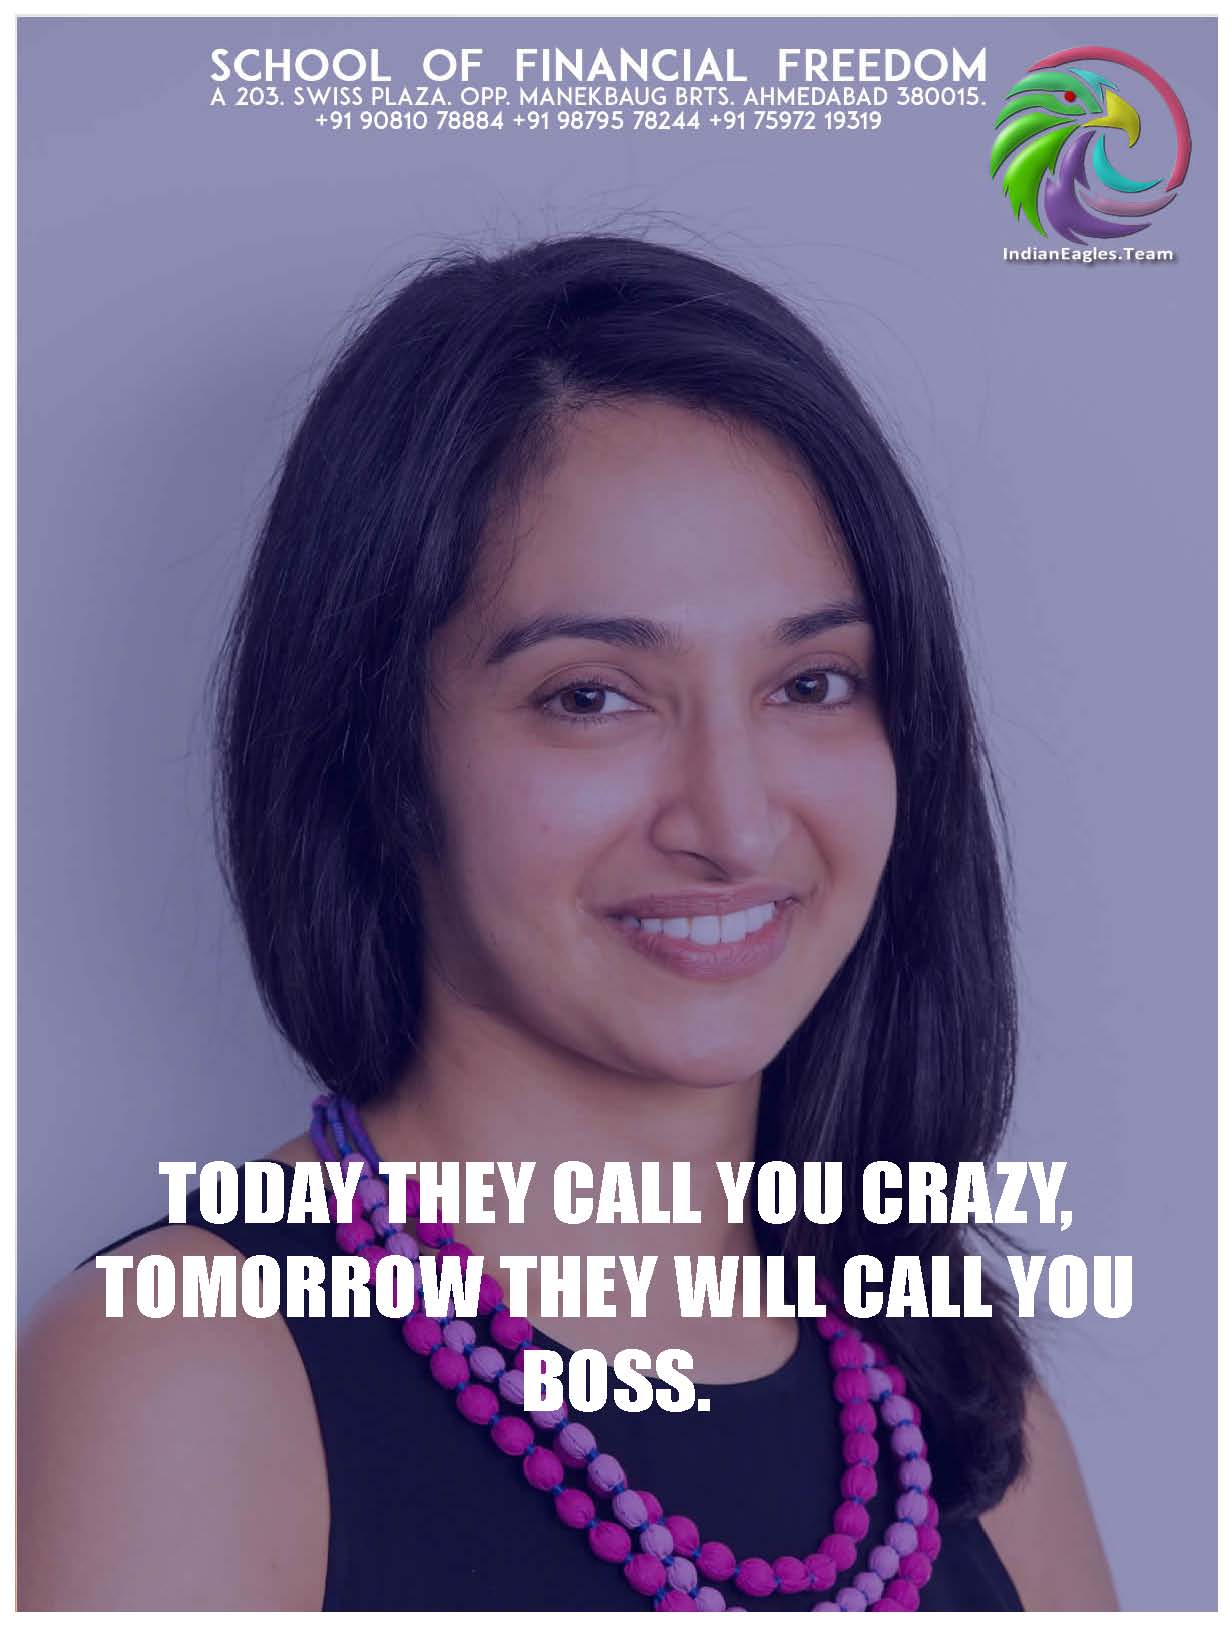 SCHOOL OF FINANCIAL FREEDOM
A 203. SWISS PLAZA. OPP. MANEKBAUG BRTS. AHMEDABAD 380015.
+91 90810 78884 +91 98795 78244 +91 75972 19319
IndianEagles.Team
TODAY THEY CALL YOU CRAZY,
TOMORROW THEY WILL CALL YOU
BOSS.